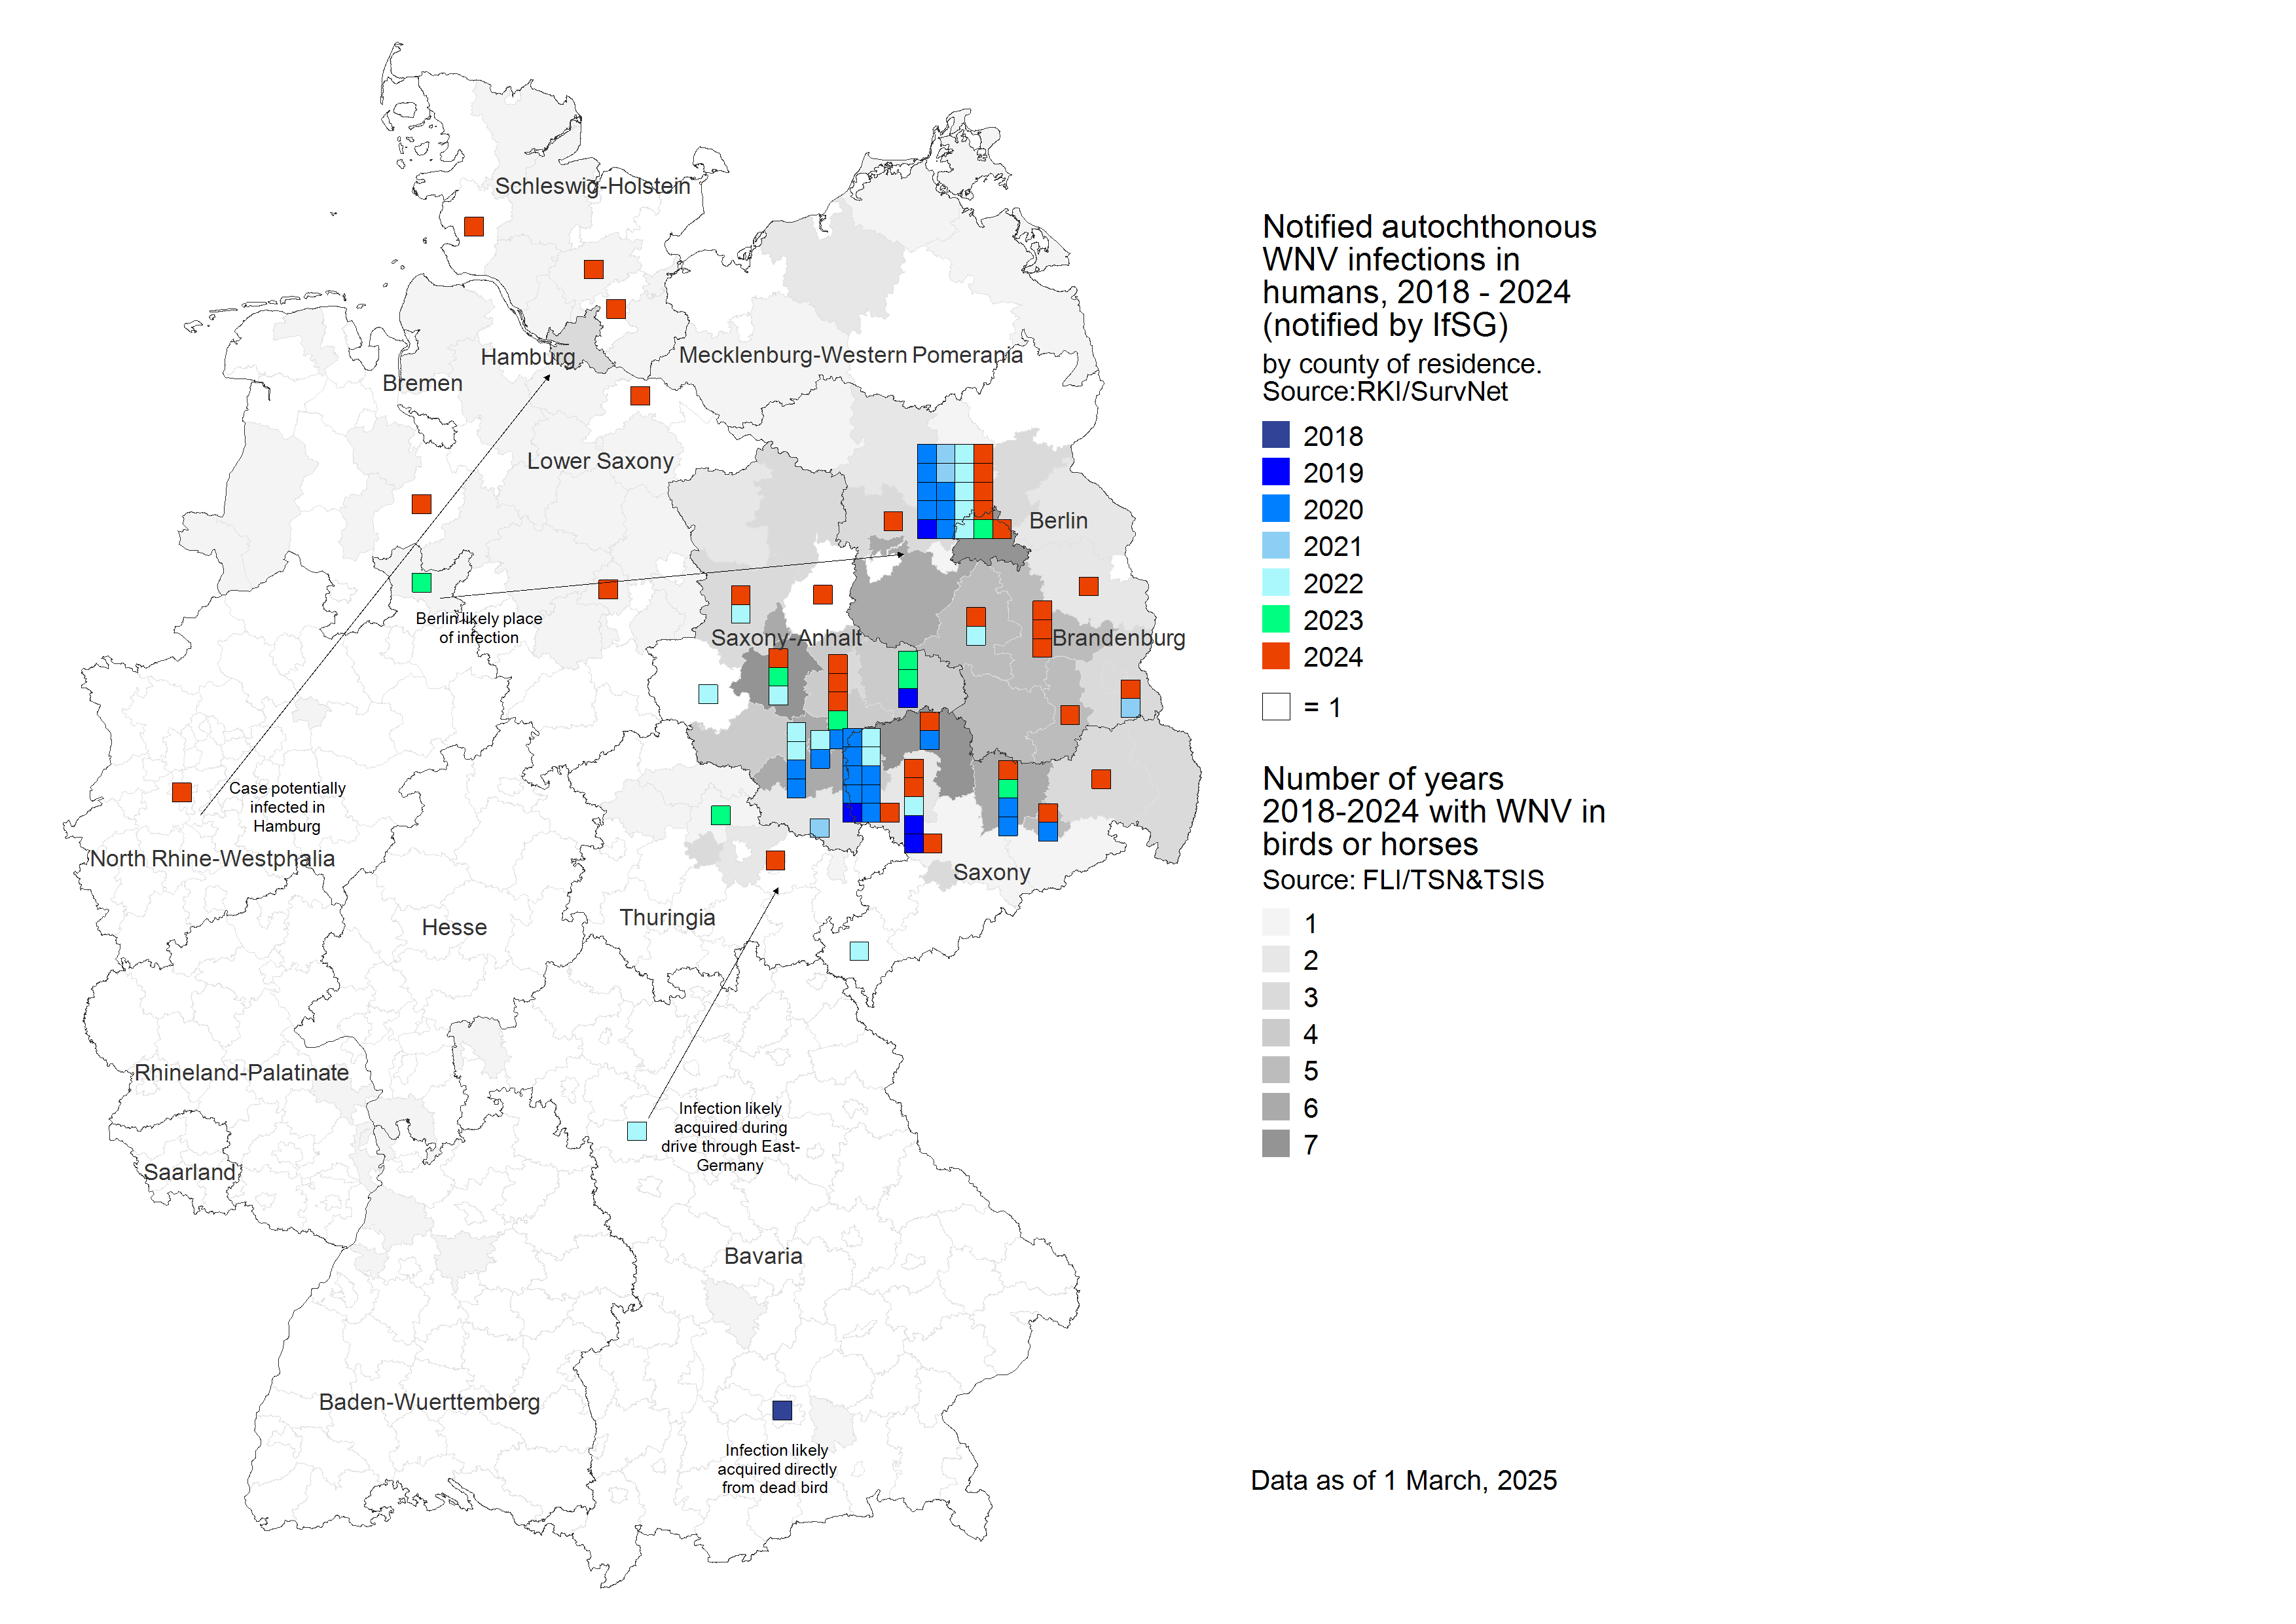 Schleswig-Holstein
Hamburg
Mecklenburg-Western Pomerania
Bremen
Lower Saxony
Berlin
Berlin likely place
of infection
Saxony-Anhalt
Brandenburg
Case potentially
infected in
Hamburg
North Rhine-Westphalia
Saxony
Thuringia
Hesse
Rhineland-Palatinate
Infection likely
acquired during
drive through East-
Germany
Saarland
Bavaria
Baden-Wuerttemberg
Infection likely
acquired directly
from dead bird
Notified autochthonous
WNV infections in
humans, 2018 - 2024
(notified by IfSG)
by county of residence.
Source:RKI/SurvNet
2018
2019
2020
2021
2022
2023
2024
= 1
Number of years
2018-2024 with WNV in
birds or horses
Source: FLI/TSN&TSIS
1
2
3
4
5
6
7
Data as of 1 March, 2025